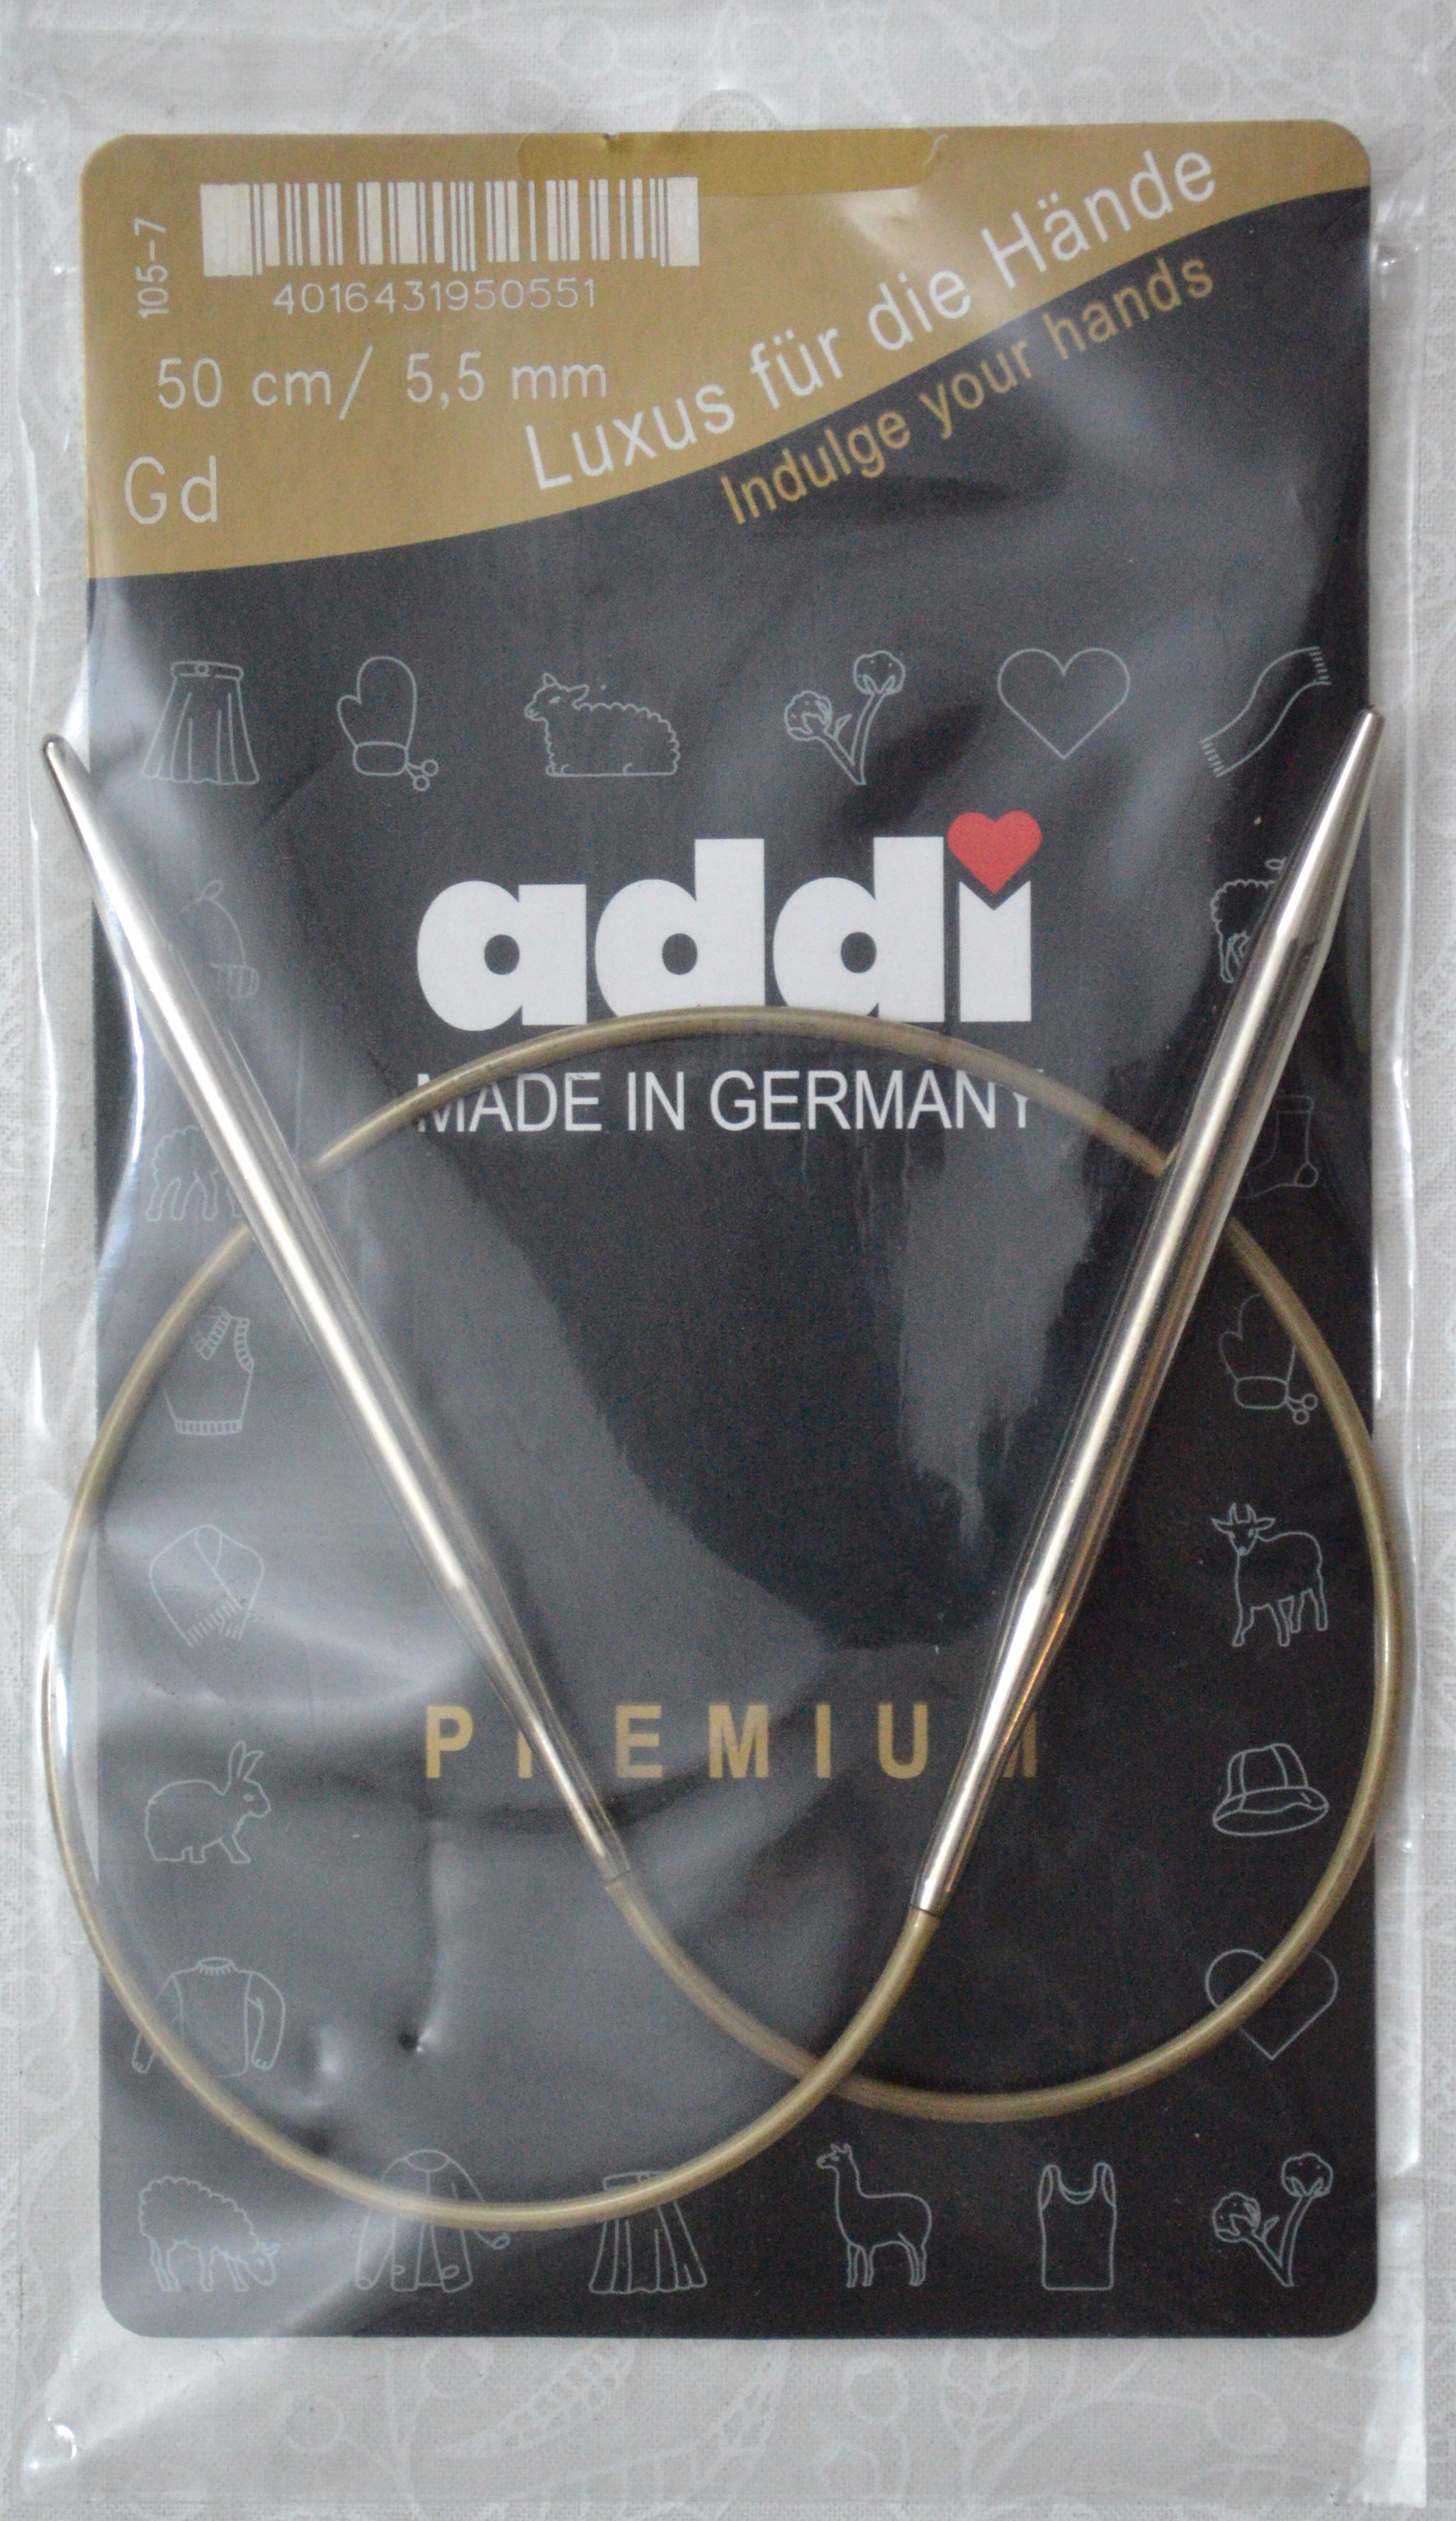 105-7
4016431950551
50 cm/ 5,5 mm
Gd
Luxus für die Hände
Indulge your hands
addi
MADE IN GERMANY
PREMIUM